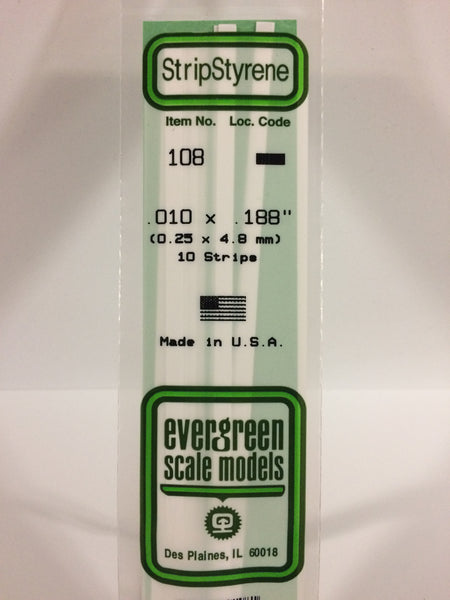 StripStyrene
Item No. Loc. Code
108
.010 x .188"
(0.25 x 4.8 mm)
10 Strips
Made in U.S.A.
evergreen
scale models
Des Plaines, IL 60018